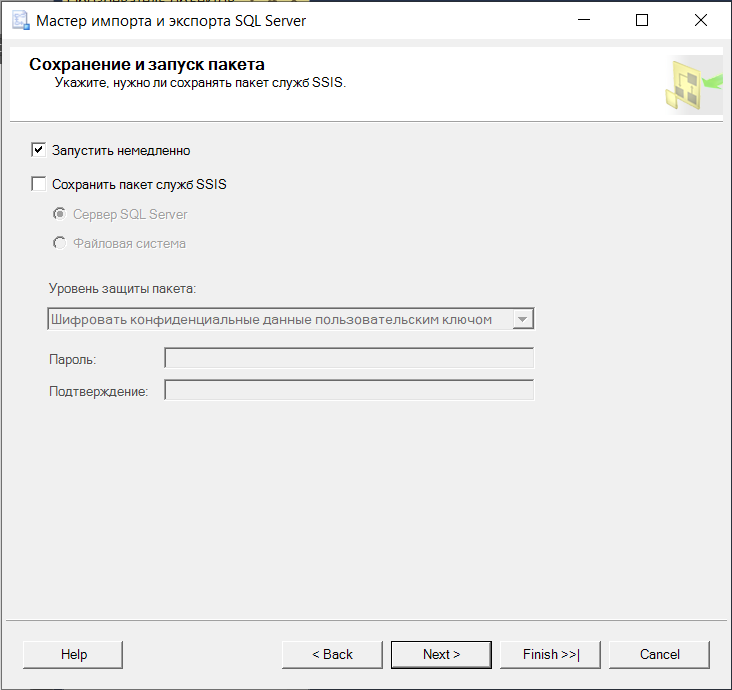 Мастер импорта и экспорта SQL Server
Сохранение и запуск пакета
Укажите, нужно ли сохранять пакет служб SSIS.
Запустить немедленно
Сохранить пакет служб SSIS
Сервер SQL Server
Файловая система
Уровень защиты пакета:
Шифровать конфиденциальные данные пользовательским ключом
Пароль:
Подтверждение:
Help
< Back
Next >
Finish >>|
Cancel